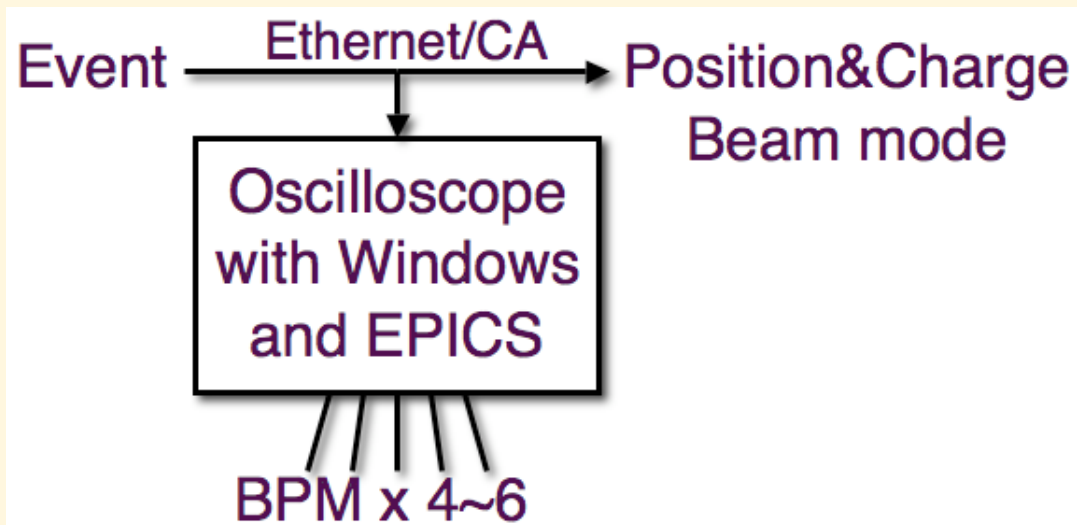 Event
Ethernet/CA
Position&Charge
Beam mode
Oscilloscope
with Windows
and EPICS
BPM x 4~6